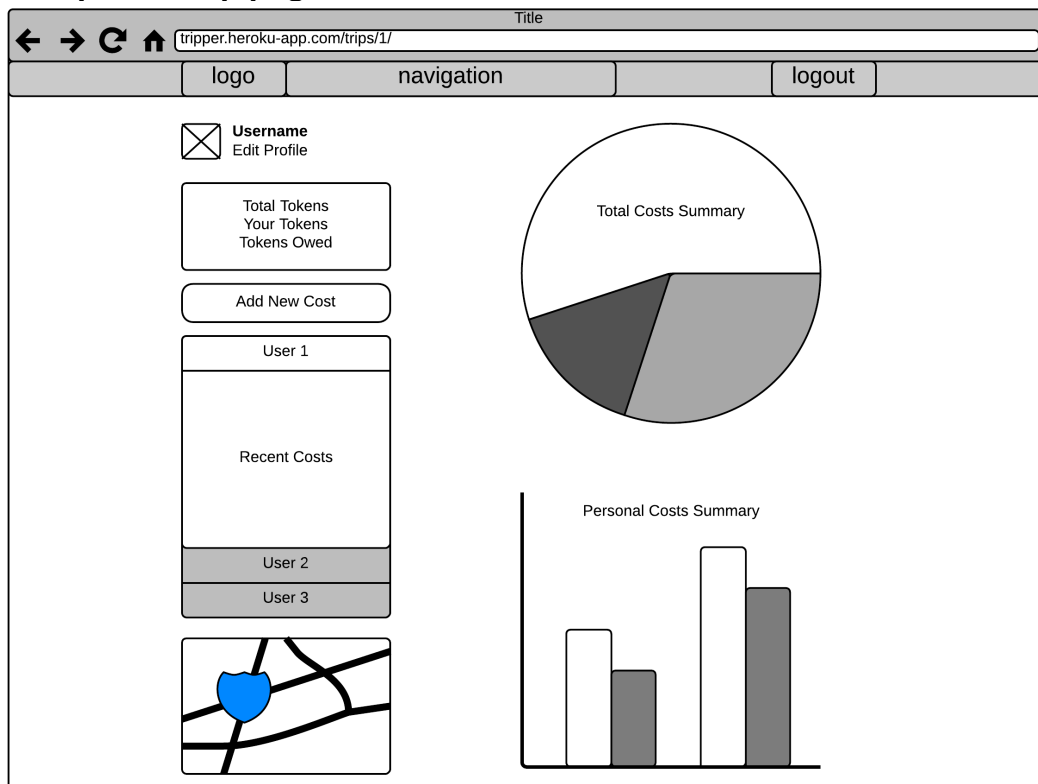 Title
tripper.heroku-app.com/trips/1/
logo
navigation
logout
Username
Edit Profile
Total Tokens
Your Tokens
Tokens Owed
Add New Cost
User 1
Recent Costs
User 2
User 3
Total Costs Summary
Personal Costs Summary